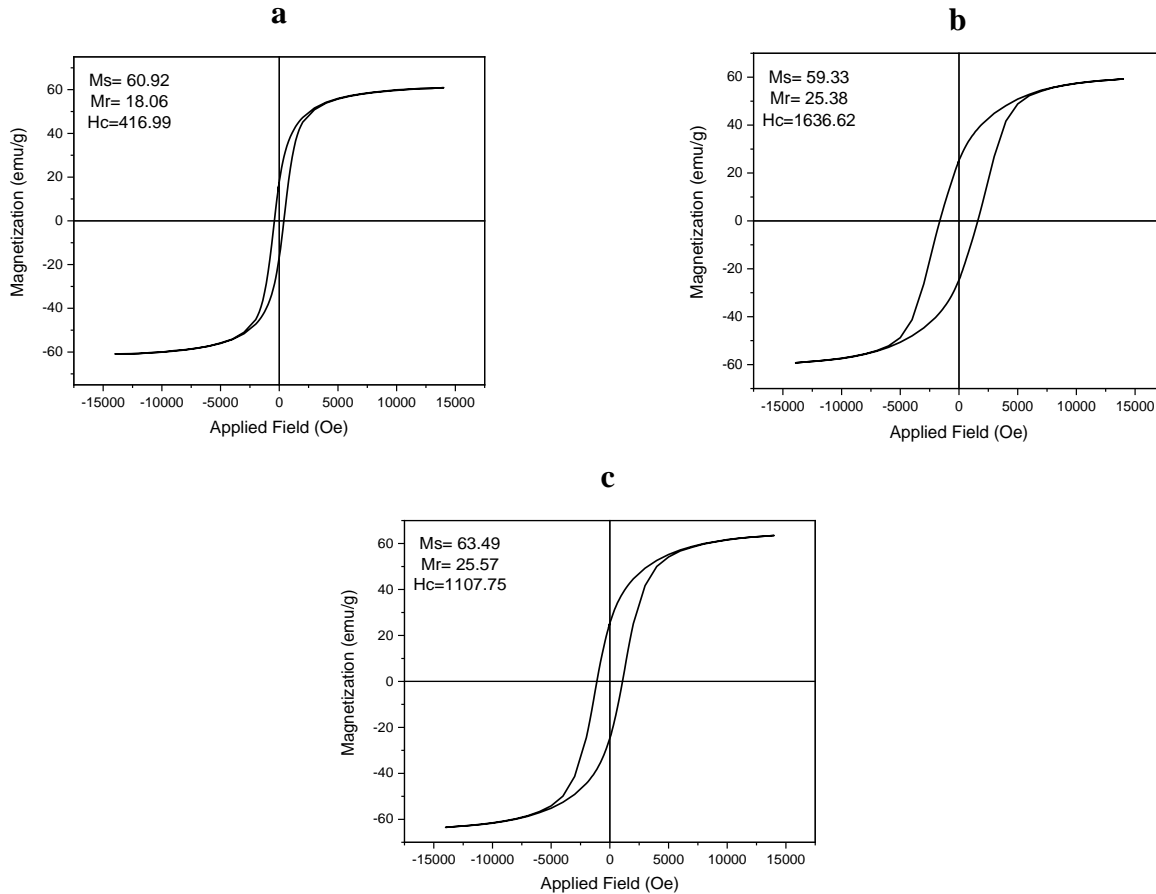 a
Ms= 60.92
Mr= 18.06
Hc=416.99
60
40
20
0
-20
-40
-60
Magnetization (emu/g)
-15000 -10000 -5000 0 5000 10000 15000
Applied Field (Oe)
b
Ms= 59.33
Mr= 25.38
Hc=1636.62
60
40
20
0
-20
-40
-60
Magnetization (emu/g)
-15000 -10000 -5000 0 5000 10000 15000
Applied Field (Oe)
c
Ms= 63.49
Mr= 25.57
Hc=1107.75
60
40
20
0
-20
-40
-60
Magnetization (emu/g)
-15000 -10000 -5000 0 5000 10000 15000
Applied Field (Oe)